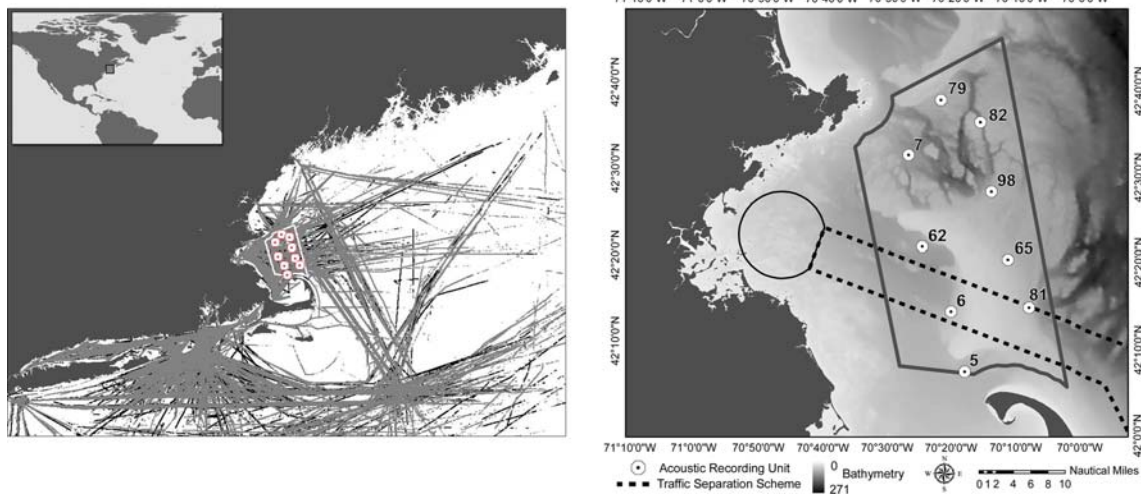 42°40'0"N
42°30'0"N
42°20'0"N
42°10'0"N
79
82
7
98
62
65
81
6
5
42°40'0"N
42°30'0"N
42°20'0"N
42°10'0"N
42°0'0"N
71°10'0"W 71°0'0"W 70°50'0"W 70°40'0"W 70°30'0"W 70°20'0"W 70°10'0"W 70°0'0"W
Acoustic Recording Unit
Traffic Separation Scheme
0
Bathymetry
271
N
W E
S
Nautical Miles
0 1 2 4 6 8 10